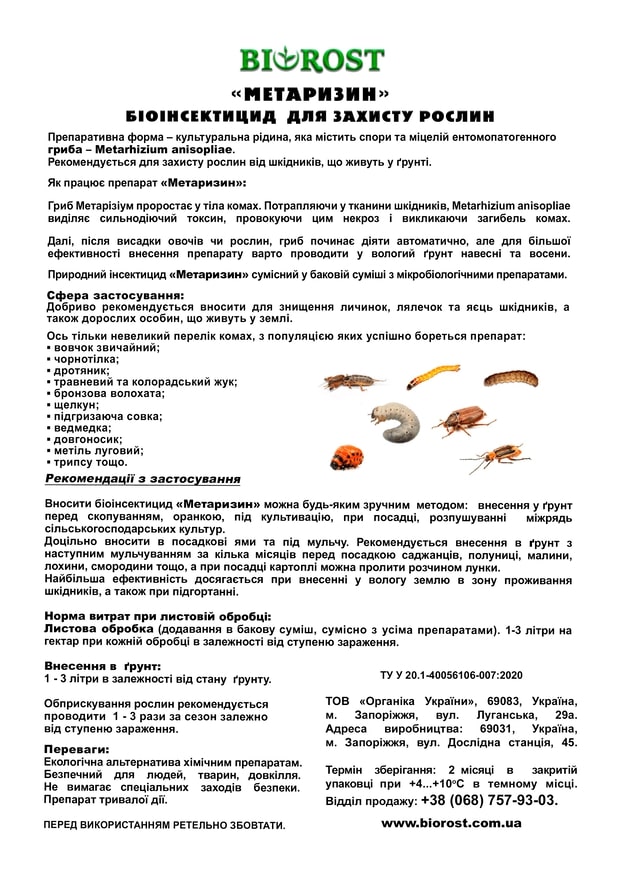 BIOROST
«МЕТАРИЗИН»
БІОІНСЕКТИЦИД ДЛЯ ЗАХИСТУ РОСЛИН
Препаративна форма – культуральна рідина, яка містить спори та міцелій ентомопатогенного
гриба – Metarhizium anisopliae.
Рекомендується для захисту рослин від шкідників, що живуть у ґрунті.
Як працює препарат «Метаризин»:
Гриб Метарізіум проростає у тіла комах. Потрапляючи у тканини шкідників, Metarhizium anisopliae
виділяє сильнодіючий токсин, провокуючи цим некроз і викликаючи загибель комах.
Далі, після висадки овочів чи рослин, гриб починає діяти автоматично, але для більшої
ефективності внесення препарату варто проводити у вологий ґрунт навесні та восени.
Природний інсектицид «Метаризин» сумісний у баковій суміші з мікробіологічними препаратами.
Сфера застосування:
Добриво рекомендується вносити для знищення личинок, лялечок та яєць шкідників, а
також дорослих особин, що живуть у землі.
Ось тільки невеликий перелік комах, з популяцією яких успішно бореться препарат:
▪ вовчок звичайний;
▪ чорнотілка;
▪ дротяник;
▪ травневий та колорадський жук;
▪ бронзова волохата;
▪ щелкун;
▪ підгризаюча совка;
▪ ведмедка;
▪ довгоносик;
▪ метіль луговий;
▪ трипсу тощо.
Рекомендації з застосування
Вносити біоінсектицид «Метаризин» можна будь-яким зручним методом: внесення у ґрунт
перед скопуванням, оранкою, під культивацію, при посадці, розпушуванні міжрядь
сільськогосподарських культур.
Доцільно вносити в посадкові ями та під мульчу. Рекомендується внесення в ґрунт з
наступним мульчуванням за кілька місяців перед посадкою саджанців, полуниці, малини,
лохини, смородини тощо, а при посадці картоплі можна пролити розчином лунки.
Найбільша ефективність досягається при внесенні у вологу землю в зону проживання
шкідників, а також при підгортанні.
Норма витрат при листовій обробці:
Листова обробка (додавання в бакову суміш, сумісно з усіма препаратами). 1-3 літри на
гектар при кожній обробці в залежності від ступеню зараження.
Внесення в ґрунт:
1 - 3 літри в залежності від стану ґрунту.
Обприскування рослин рекомендується
проводити 1 - 3 рази за сезон залежно
від ступеню зараження.
Переваги:
Екологічна альтернатива хімічним препаратам.
Безпечний для людей, тварин, довкілля.
Не вимагає спеціальних заходів безпеки.
Препарат тривалої дії.
ПЕРЕД ВИКОРИСТАННЯМ РЕТЕЛЬНО ЗБОВТАТИ.
ТУ У 20.1-40056106-007:2020
ТОВ «Органіка України», 69083, Україна,
м. Запоріжжя, вул. Луганська, 29а.
Адреса виробництва: 69031, Україна,
м. Запоріжжя, вул. Дослідна станція, 45.
Термін зберігання: 2 місяці в закритій
упаковці при +4...+10°С в темному місці.
Відділ продажу: +38 (068) 757-93-03.
www.biorost.com.ua